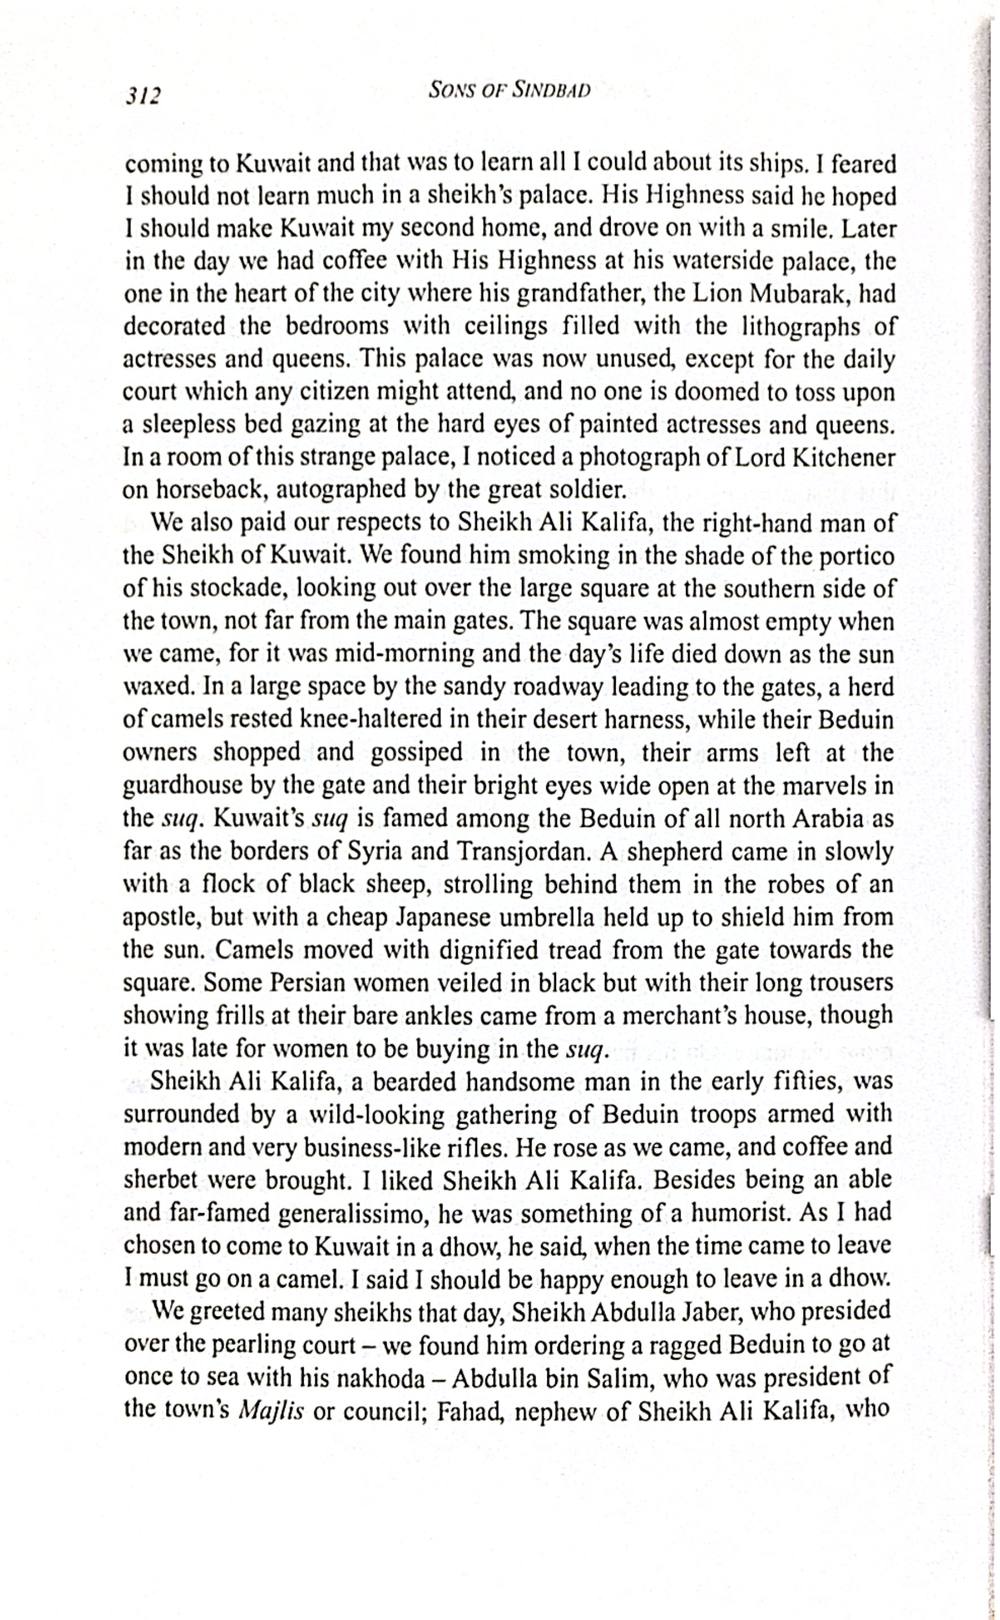 312
SONS OF SINDBAD
coming to Kuwait and that was to learn all I could about its ships. I feared
I should not learn much in a sheikh's palace. His Highness said he hoped
I should make Kuwait my second home, and drove on with a smile. Later
in the day we had coffee with His Highness at his waterside palace, the
one in the heart of the city where his grandfather, the Lion Mubarak, had
decorated the bedrooms with ceilings filled with the lithographs of
actresses and queens. This palace was now unused, except for the daily
court which any citizen might attend, and no one is doomed to toss upon
a sleepless bed gazing at the hard eyes of painted actresses and queens.
In a room of this strange palace, I noticed a photograph of Lord Kitchener
on horseback, autographed by the great soldier.
We also paid our respects to Sheikh Ali Kalifa, the right-hand man of
the Sheikh of Kuwait. We found him smoking in the shade of the portico
of his stockade, looking out over the large square at the southern side of
the town, not far from the main gates. The square was almost empty when
we came, for it was mid-morning and the day's life died down as the sun
waxed. In a large space by the sandy roadway leading to the gates, a herd
of camels rested knee-haltered in their desert harness, while their Beduin
owners shopped and gossiped in the town, their arms left at the
guardhouse by the gate and their bright eyes wide open at the marvels in
the suq. Kuwait's suq is famed among the Beduin of all north Arabia as
far as the borders of Syria and Transjordan. A shepherd came in slowly
with a flock of black sheep, strolling behind them in the robes of an
apostle, but with a cheap Japanese umbrella held up to shield him from
the sun. Camels moved with dignified tread from the gate towards the
square. Some Persian women veiled in black but with their long trousers
showing frills at their bare ankles came from a merchant's house, though
it was late for women to be buying in the suq.
Sheikh Ali Kalifa, a bearded handsome man in the early fifties, was
surrounded by a wild-looking gathering of Beduin troops armed with
modern and very business-like rifles. He rose as we came, and coffee and
sherbet were brought. I liked Sheikh Ali Kalifa. Besides being an able
and far-famed generalissimo, he was something of a humorist. As I had
chosen to come to Kuwait in a dhow, he said, when the time came to leave
I must go on a camel. I said I should be happy enough to leave in a dhow.
We greeted many sheikhs that day, Sheikh Abdulla Jaber, who presided
over the pearling court – we found him ordering a ragged Beduin to go at
once to sea with his nakhoda – Abdulla bin Salim, who was president of
the town's Majlis or council; Fahad, nephew of Sheikh Ali Kalifa, who